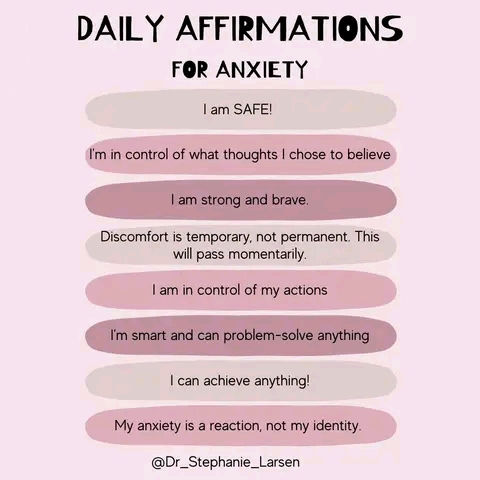 DAILY AFFIRMATIONS
FOR ANXIETY
I am SAFE!
I'm in control of what thoughts I chose to believe
I am strong and brave.
Discomfort is temporary, not permanent. This
will pass momentarily.
I am in control of my actions
I'm smart and can problem-solve anything
I can achieve anything!
My anxiety is a reaction, not my identity.
@Dr_Stephanie_Larsen